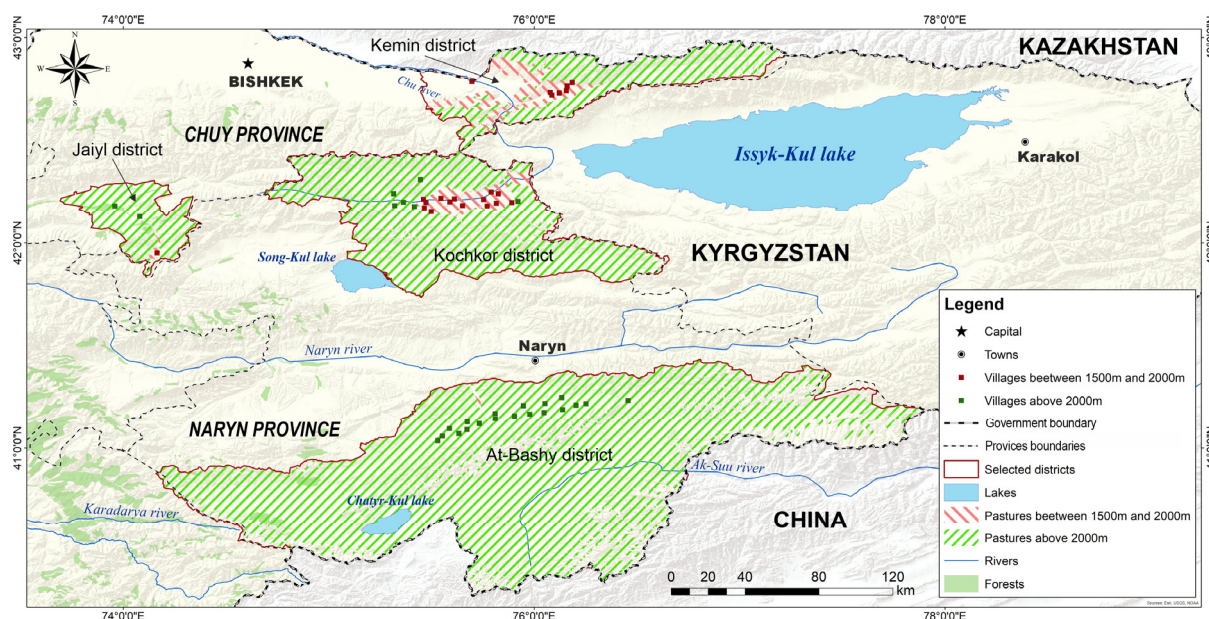 74°0'0"E
76°0'0"E
78°0'0"E
43°0'0"N
42°0'0"N
41°0'0"N
N
W
E
S
BISHKEK
Kemin district
KAZAKHSTAN
Chu river
CHUY PROVINCE
Jaiyl district
Issyk-Kul lake
Karakol
Song-Kul lake
Kochkor district
KYRGYZSTAN
Naryn river
Naryn
NARYN PROVINCE
At-Bashy district
Ak-Suu river
Chatyr-Kul lake
Karadarya river
CHINA
Legend
Capital
Towns
Villages beetween 1500m and 2000m
Villages above 2000m
Government boundary
Provices boundaries
Selected districts
Lakes
Pastures beetween 1500m and 2000m
Pastures above 2000m
Rivers
Forests
0 10 20 40 80 120
km
Sources: Esri, USGS, NOAA
74°0'0"E
76°0'0"E
78°0'0"E